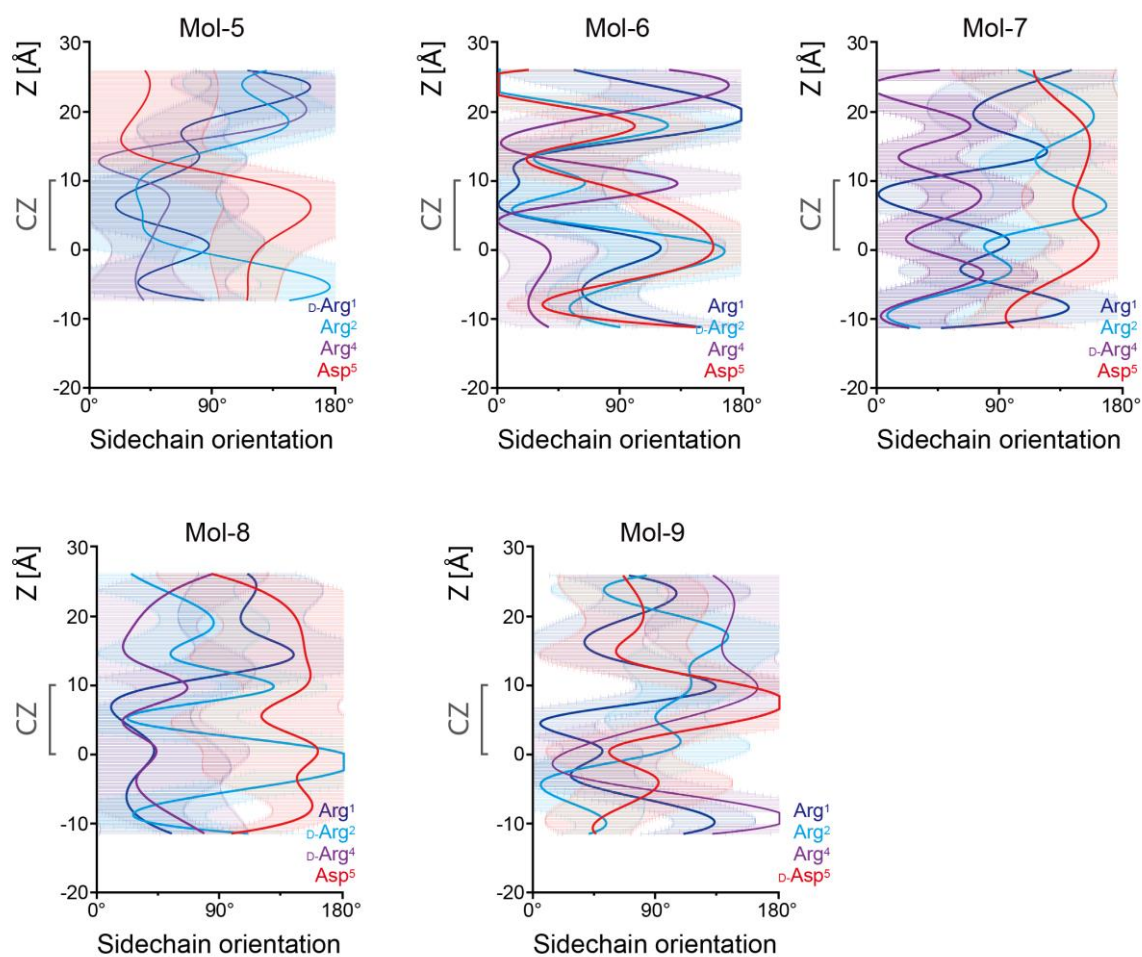 Mol-5
Z [Å]
30
20
10
0
-10
-20
CZ
D-Arg¹
Arg²
Arg⁴
Asp⁵
0°
90°
180°
Sidechain orientation
Mol-6
Z [Å]
30
20
10
0
-10
-20
CZ
Arg¹
D-Arg²
Arg⁴
Asp⁵
0°
90°
180°
Sidechain orientation
Mol-7
Z [Å]
30
20
10
0
-10
-20
CZ
Arg¹
Arg²
D-Arg⁴
Asp⁵
0°
90°
180°
Sidechain orientation
Mol-8
Z [Å]
30
20
10
0
-10
-20
CZ
Arg¹
D-Arg²
D-Arg⁴
Asp⁵
0°
90°
180°
Sidechain orientation
Mol-9
Z [Å]
30
20
10
0
-10
-20
CZ
Arg¹
Arg²
Arg⁴
D-Asp⁵
0°
90°
180°
Sidechain orientation